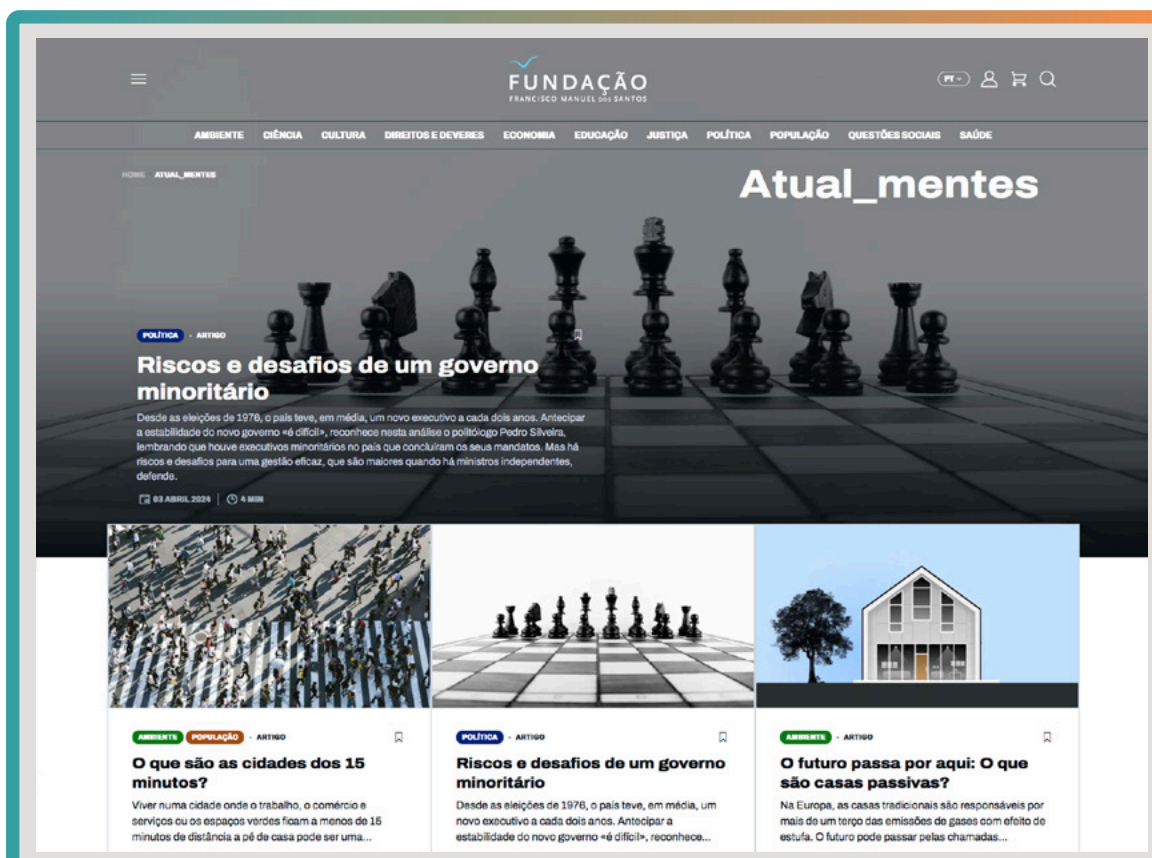 FUNDAÇÃO
FRANCISCO MANUEL DOS SANTOS
PT
AMBIENTE CIÊNCIA CULTURA DIREITOS E DEVERES ECONOMIA EDUCAÇÃO JUSTIÇA POLÍTICA POPULAÇÃO QUESTÕES SOCIAIS SAÚDE
HOME ATUAL_MENTES
Atual_mentes
POLÍTICA - ARTIGO
Riscos e desafios de um governo
minoritário
Desde as eleições de 1976, o país teve, em média, um novo executivo a cada dois anos. Antecipar
a estabilidade do novo governo «é difícil», reconhece nesta análise o politólogo Pedro Silveira,
lembrando que houve executivos minoritários no país que concluíram os seus mandatos. Mas há
riscos e desafios para uma gestão eficaz, que são maiores quando há ministros independentes,
defende.
03 ABRIL 2024 | 4 MIN
AMBIENTE POPULAÇÃO - ARTIGO
O que são as cidades dos 15
minutos?
Viver numa cidade onde o trabalho, o comércio e
serviços ou os espaços verdes ficam a menos de 15
minutos de distância a pé de casa pode ser uma...
POLÍTICA - ARTIGO
Riscos e desafios de um governo
minoritário
Desde as eleições de 1976, o país teve, em média, um
novo executivo a cada dois anos. Antecipar a
estabilidade do novo governo «é difícil», reconhece...
AMBIENTE - ARTIGO
O futuro passa por aqui: O que
são casas passivas?
Na Europa, as casas tradicionais são responsáveis por
mais de um terço das emissões de gases com efeito de
estufa. O futuro pode passar pelas chamadas...